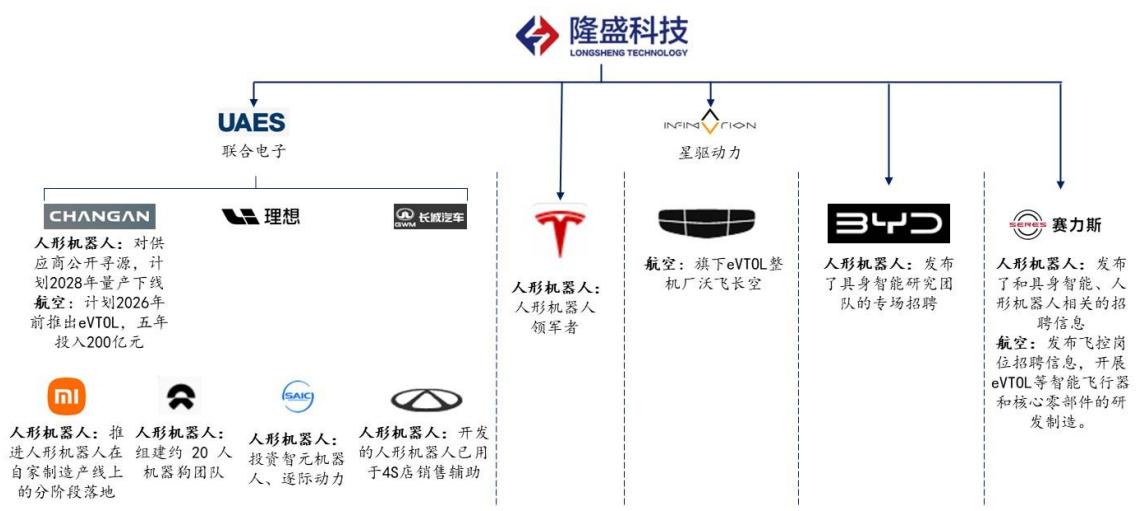 隆盛科技
LONGSHENG TECHNOLOGY
UAES
联合电子
INFINOVTION
星驱动力
CHANGAN
理想
GWM
长城汽车
人形机器人：对供
应商公开寻源，计
划2028年量产下线
航空：计划2026年
前推出eVTOL，五年
投入200亿元
人形机器人：
人形机器人
领军者
航空：旗下eVTOL整
机厂沃飞长空
BYD
人形机器人：发布
了具身智能研究团
队的专场招聘
SERES
赛力斯
人形机器人：发布
了和具身智能、人
形机器人相关的招
聘信息
航空：发布飞控岗
位招聘信息，开展
eVTOL等智能飞行器
和核心零部件的研
发制造。
mi
人形机器人：推
进人形机器人在
自家制造产线上
的分阶段落地
人形机器人：
组建约 20 人
机器狗团队
SAIC
人形机器人：
投资智元机器
人、逐际动力
人形机器人：开发
的人形机器人已用
于4S店销售辅助